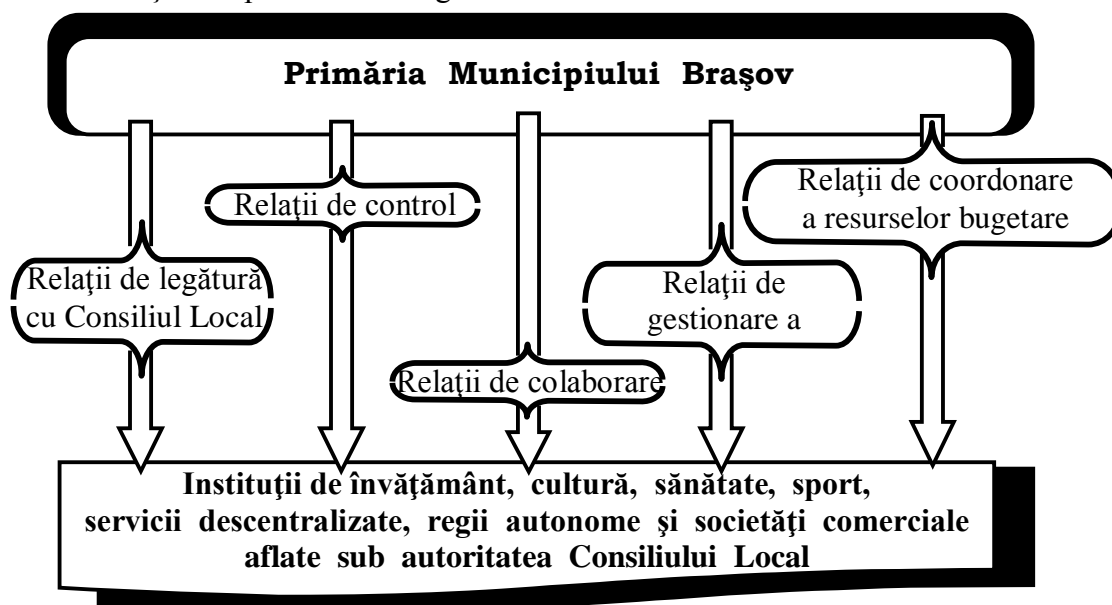 Primăria Municipiului Braşov
Relaţii de legătură
cu Consiliul Local
Relaţii de control
Relaţii de colaborare
Relaţii de
gestionare a
Relaţii de coordonare
a resurselor bugetare
Instituţii de învăţământ, cultură, sănătate, sport,
servicii descentralizate, regii autonome şi societăţi comerciale
aflate sub autoritatea Consiliului Local